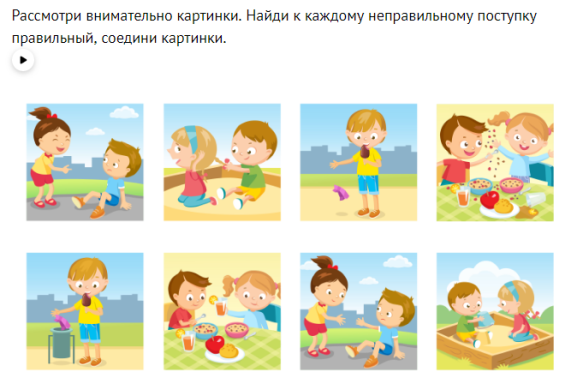 Рассмотри внимательно картинки. Найди к каждому неправильному поступку
правильный, соедини картинки.